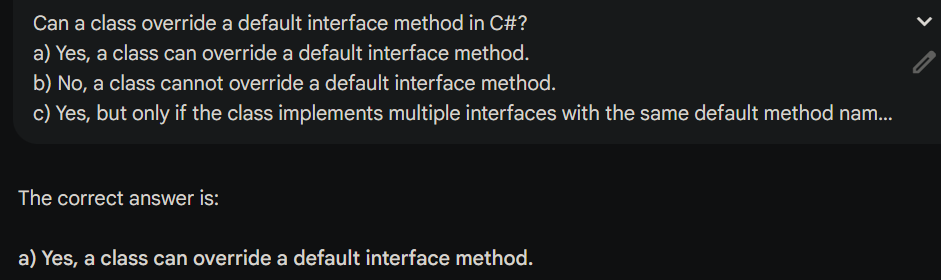 Can a class override a default interface method in C#?
a) Yes, a class can override a default interface method.
b) No, a class cannot override a default interface method.
c) Yes, but only if the class implements multiple interfaces with the same default method nam...
The correct answer is:
a) Yes, a class can override a default interface method.